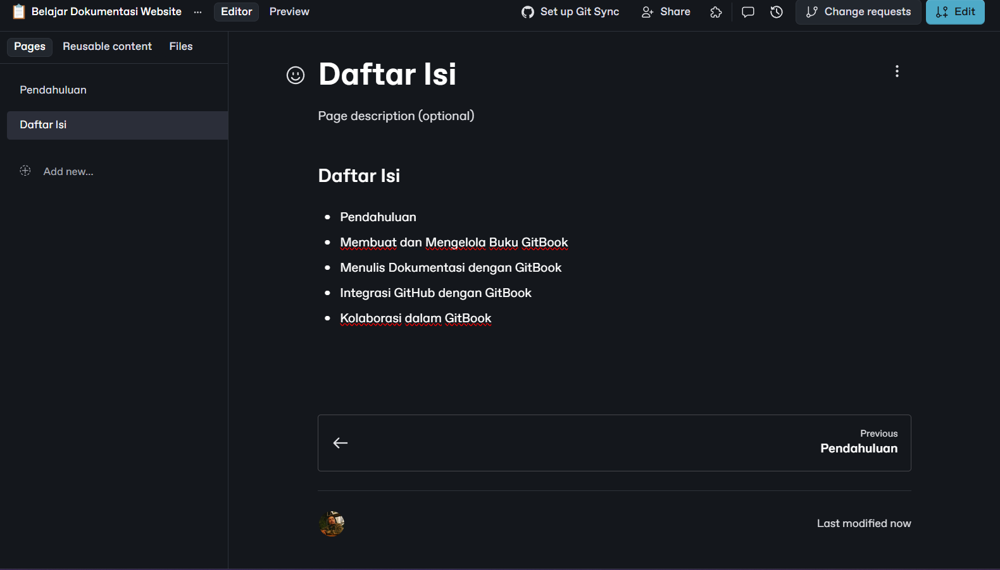 Belajar Dokumentasi Website ... Editor Preview Set up Git Sync Share Change requests Edit
Pages Reusable content Files
Pendahuluan
Daftar Isi
Add new...
Daftar Isi
Page description (optional)
Daftar Isi
Pendahuluan
Membuat dan Mengelola Buku GitBook
Menulis Dokumentasi dengan GitBook
Integrasi GitHub dengan GitBook
Kolaborasi dalam GitBook
Previous
Pendahuluan
Last modified now